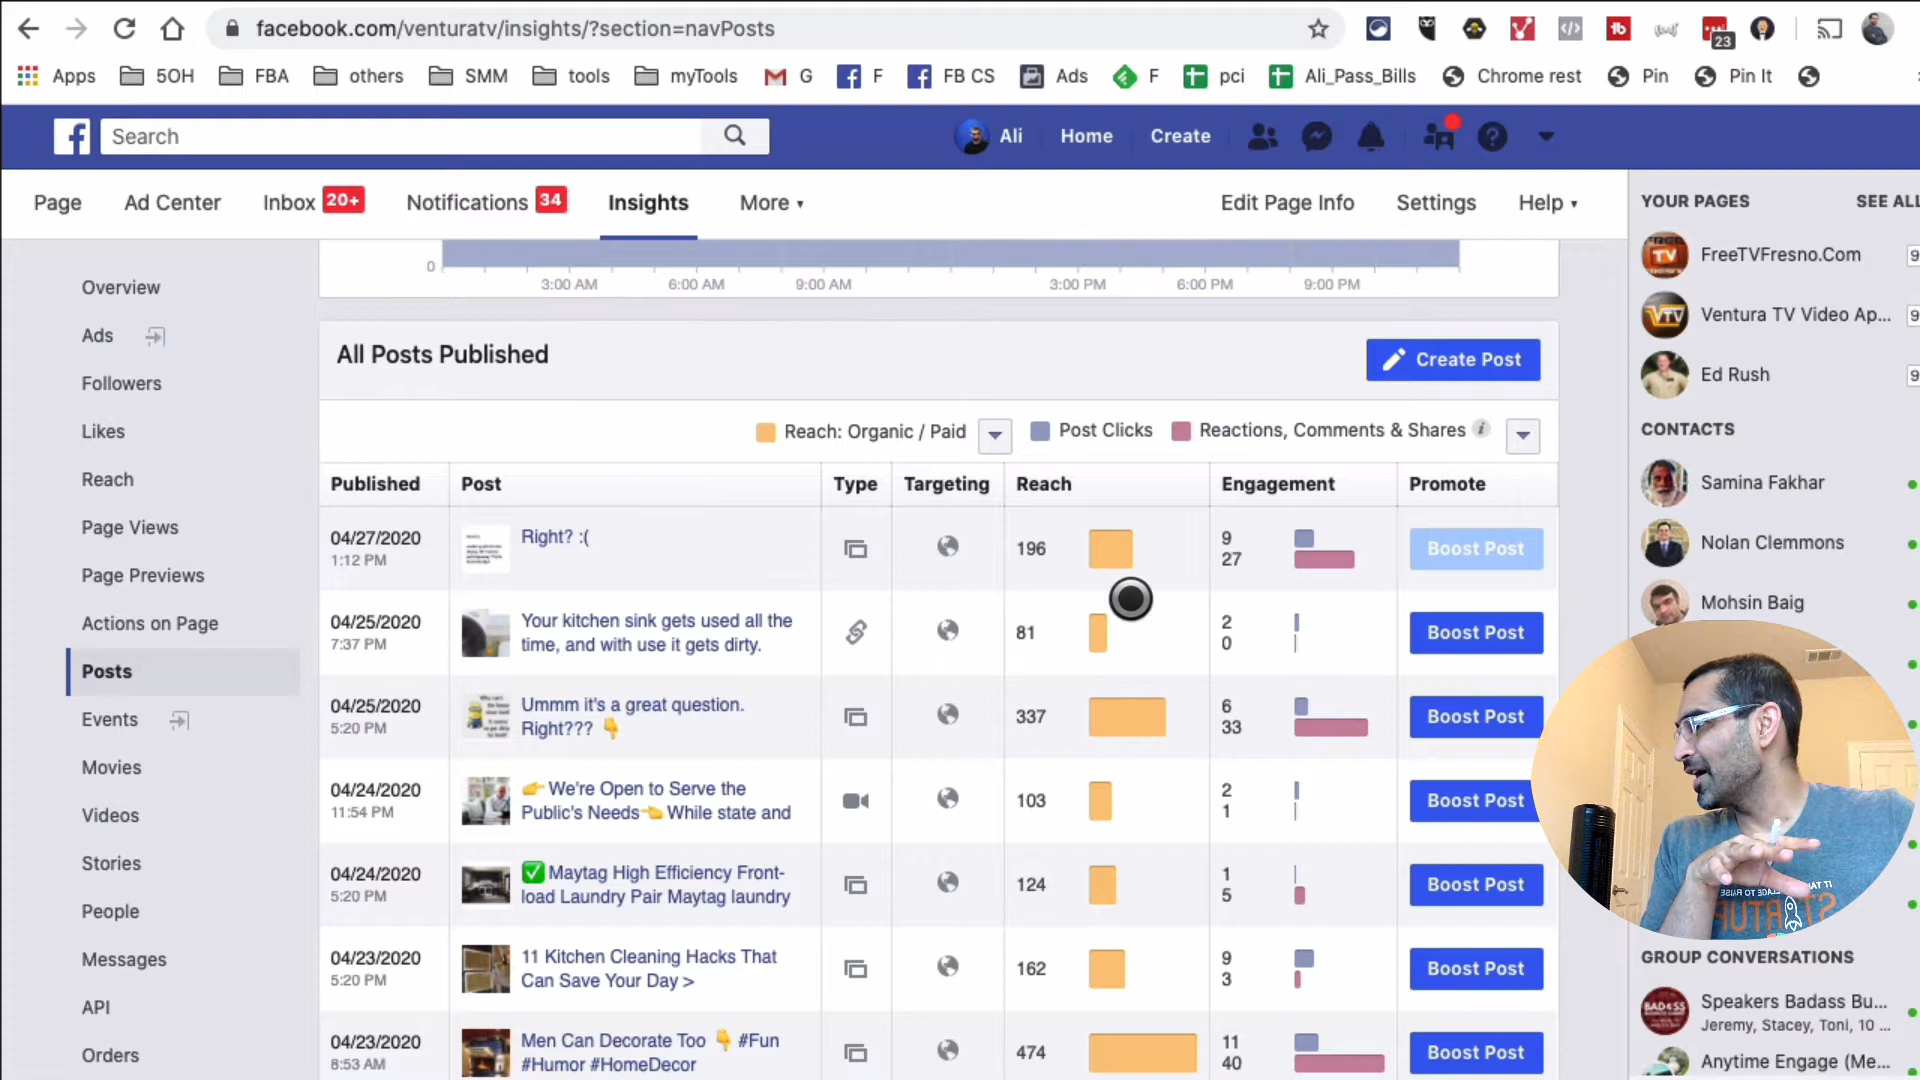 facebook.com/venturatv/insights/?section=navPosts
23
Apps 5OH FBA others SMM tools myTools G F FB CS Ads F pci Ali_Pass_Bills Chrome rest Pin Pin It
Search
Ali Home Create
Page Ad Center Inbox 20+ Notifications 34 Insights More Edit Page Info Settings Help
YOUR PAGES SEE ALL
FreeTVFresno.Com 9
Ventura TV Video Ap... 9
Ed Rush 9
CONTACTS
Samina Fakhar
Nolan Clemmons
Mohsin Baig
GROUP CONVERSATIONS
Speakers Badass Bu...
Jeremy, Stacey, Toni, 10 ...
Anytime Engage (Me...
Overview
Ads
Followers
Likes
Reach
Page Views
Page Previews
Actions on Page
Posts
Events
Movies
Videos
Stories
People
Messages
API
Orders
0
3:00 AM 6:00 AM 9:00 AM 3:00 PM 6:00 PM 9:00 PM
All Posts Published
Create Post
Reach: Organic / Paid Post Clicks Reactions, Comments & Shares i
Published Post Type Targeting Reach Engagement Promote
04/27/2020
1:12 PM
Right? :(
196
9
27
Boost Post
04/25/2020
7:37 PM
Your kitchen sink gets used all the
time, and with use it gets dirty.
81
2
0
Boost Post
04/25/2020
5:20 PM
Ummm it's a great question.
Right??? 👇
337
6
33
Boost Post
04/24/2020
11:54 PM
👉 We're Open to Serve the
Public's Needs👈 While state and
103
2
1
Boost Post
04/24/2020
5:20 PM
✅ Maytag High Efficiency Front-
load Laundry Pair Maytag laundry
124
1
5
Boost Post
04/23/2020
5:20 PM
11 Kitchen Cleaning Hacks That
Can Save Your Day >
162
9
3
Boost Post
04/23/2020
8:53 AM
Men Can Decorate Too 👇 #Fun
#Humor #HomeDecor
474
11
40
Boost Post